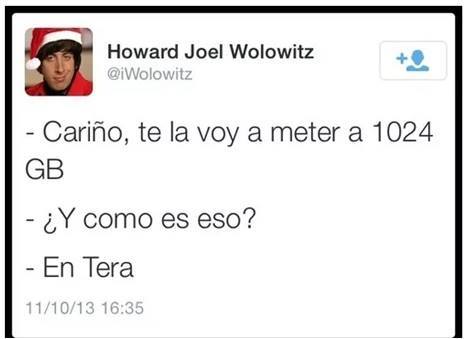 Howard Joel Wolowitz
@iWolowitz
- Cariño, te la voy a meter a 1024
GB
- ¿Y como es eso?
- En Tera
11/10/13 16:35